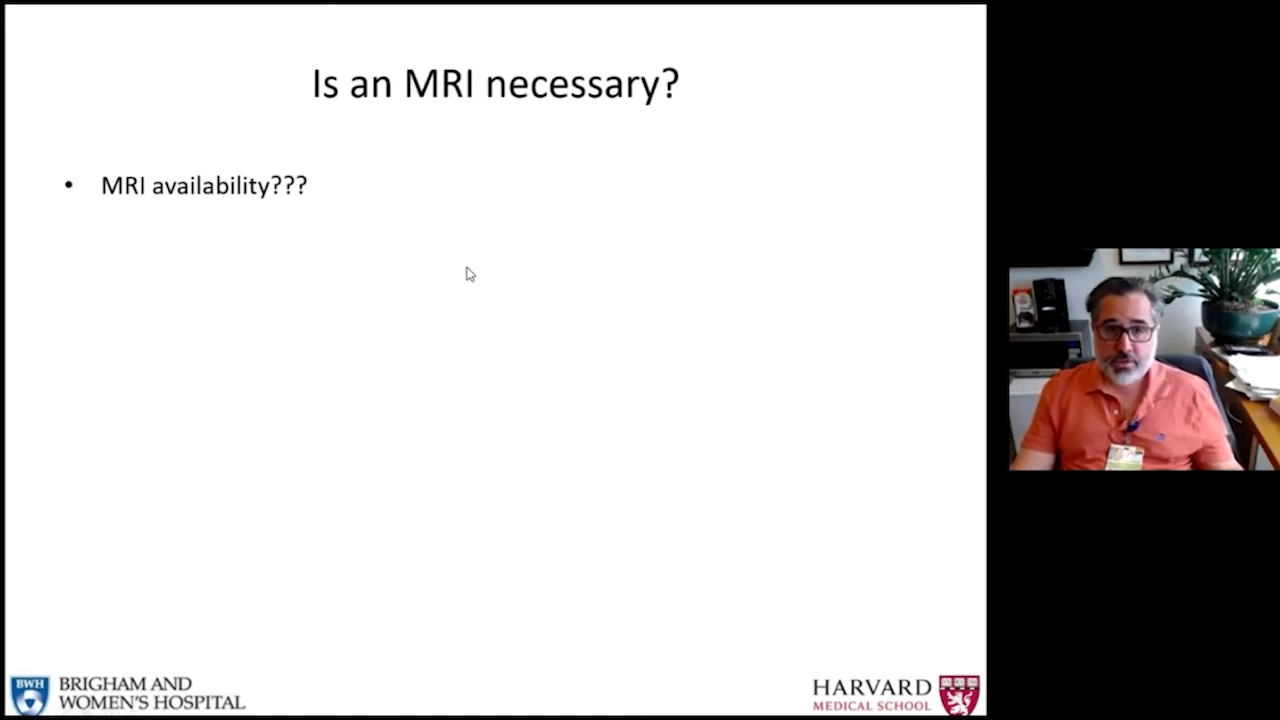 Is an MRI necessary?
• MRI availability???
BWH
BRIGHAM AND
WOMEN'S HOSPITAL
HARVARD
MEDICAL SCHOOL